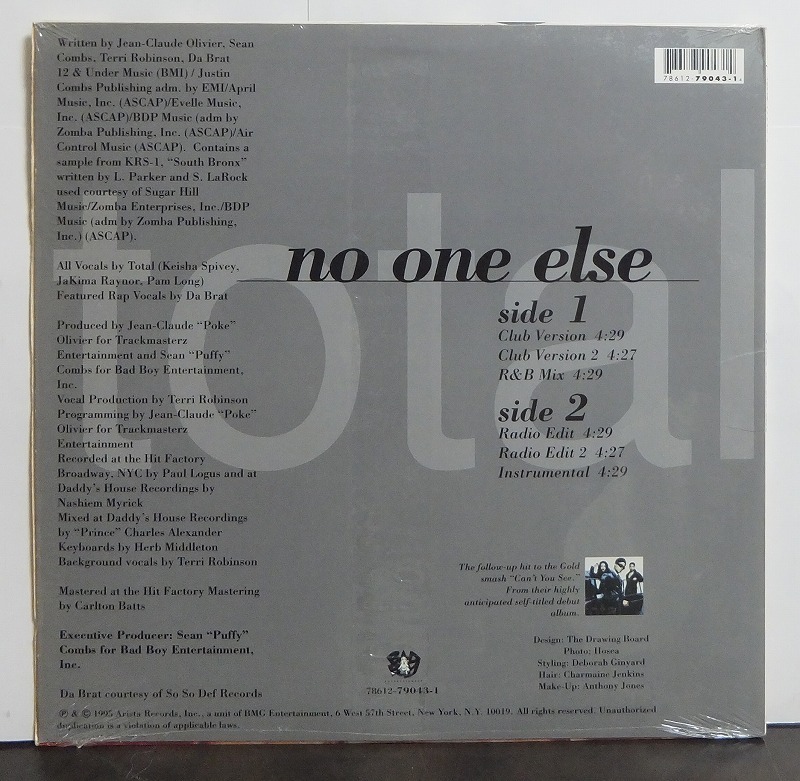 Written by Jean-Claude Olivier, Sean
Combs, Terri Robinson, Da Brat
12 & Under Music (BMI) / Justin
Combs Publishing adm. by EMI/April
Music, Inc. (ASCAP)/Evelle Music,
Inc. (ASCAP)/BDP Music (adm by
Zomba Publishing, Inc. (ASCAP)/Air
Control Music (ASCAP). Contains a
sample from KRS-1, "South Bronx"
written by L. Parker and S. LaRock
used courtesy of Sugar Hill
Music/Zomba Enterprises, Inc./BDP
Music (adm by Zomba Publishing,
Inc.) (ASCAP).
All Vocals by Total (Keisha Spivey,
JaKima Raynor, Pam Long)
Featured Rap Vocals by Da Brat
Produced by Jean-Claude "Poke"
Olivier for Trackmasterz
Entertainment and Sean "Puffy"
Combs for Bad Boy Entertainment,
Inc.
Vocal Production by Terri Robinson
Programming by Jean-Claude "Poke"
Olivier for Trackmasterz
Entertainment
Recorded at the Hit Factory
Broadway, NYC by Paul Logus and at
Daddy's House Recordings by
Nashiem Myrick
Mixed at Daddy's House Recordings
by "Prince" Charles Alexander
Keyboards by Herb Middleton
Background vocals by Terri Robinson
Mastered at the Hit Factory Mastering
by Carlton Batts
Executive Producer: Sean "Puffy"
Combs for Bad Boy Entertainment,
Inc.
Da Brat courtesy of So So Def Records
78612-79043-1
total
no one else
side 1
Club Version 4:29
Club Version 2 4:27
R&B Mix 4:29
side 2
Radio Edit 4:29
Radio Edit 2 4:27
Instrumental 4:29
The follow-up hit to the Gold
smash "Can't You See."
From their highly
anticipated self-titled debut
album.
Design: The Drawing Board
Photo: Hosea
Styling: Deborah Ginyard
Hair: Charmaine Jenkins
Make-Up: Anthony Jones
BAD
78612-79043-1
℗ & © 1995 Arista Records, Inc., a unit of BMG Entertainment, 6 West 57th Street, New York, N.Y. 10019. All rights reserved. Unauthorized
duplication is a violation of applicable laws.